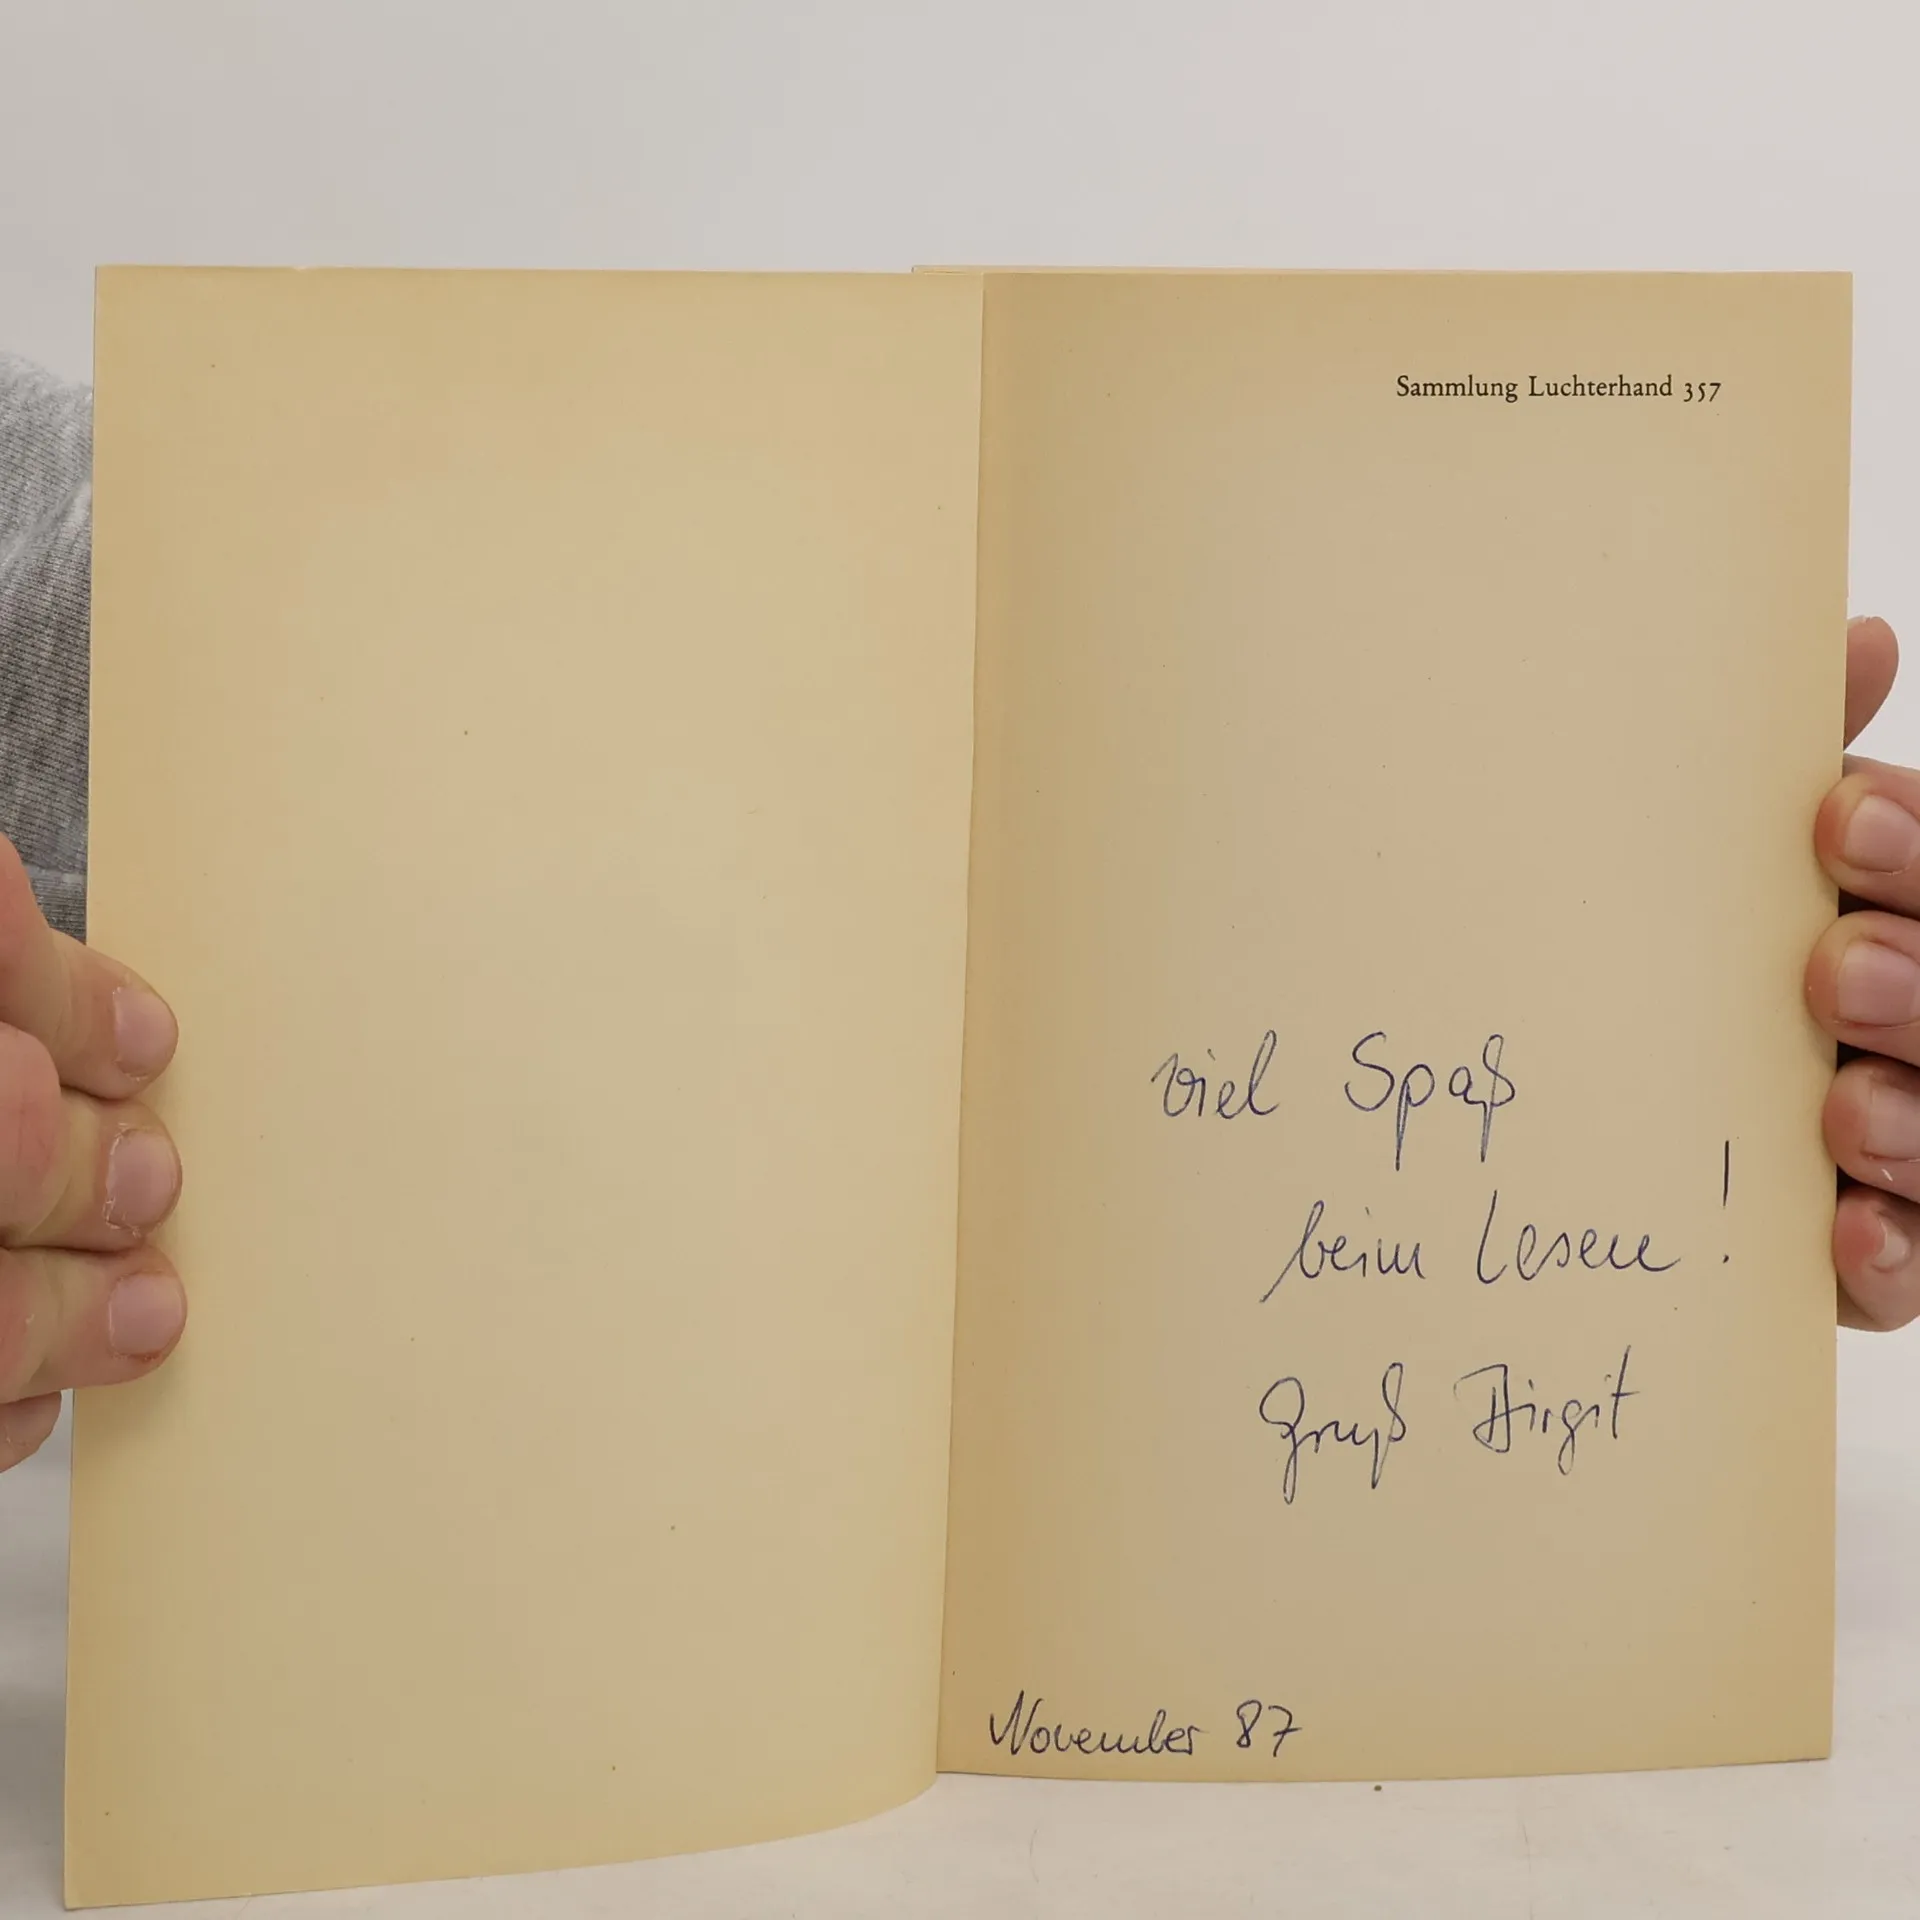 Sammlung Luchterhand 357
viel Spaß
beim Lesen!
Gruß Birgit
November 87